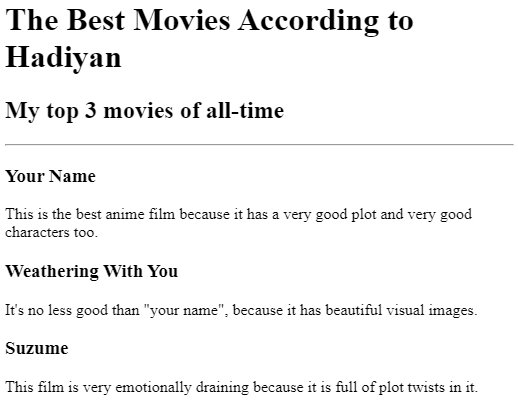 The Best Movies According to
Hadiyan
My top 3 movies of all-time
Your Name
This is the best anime film because it has a very good plot and very good
characters too.
Weathering With You
It's no less good than "your name", because it has beautiful visual images.
Suzume
This film is very emotionally draining because it is full of plot twists in it.